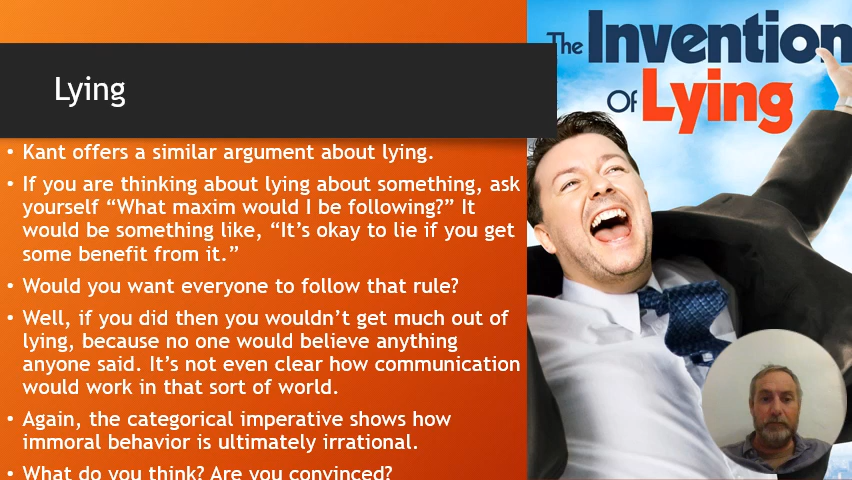 The Invention
Of Lying
Lying
• Kant offers a similar argument about lying.
• If you are thinking about lying about something, ask
yourself “What maxim would I be following?” It
would be something like, “It’s okay to lie if you get
some benefit from it.”
• Would you want everyone to follow that rule?
• Well, if you did then you wouldn’t get much out of
lying, because no one would believe anything
anyone said. It’s not even clear how communication
would work in that sort of world.
• Again, the categorical imperative shows how
immoral behavior is ultimately irrational.
• What do you think? Are you convinced?